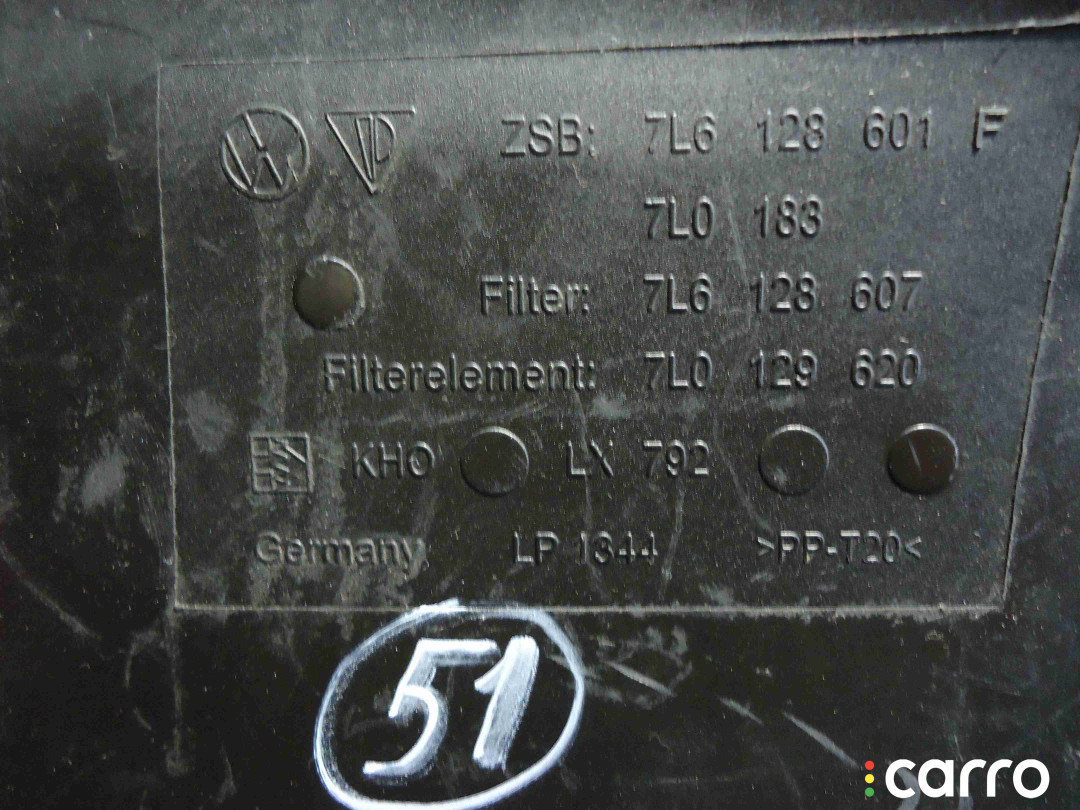 ZSB: 7L6 128 601 F
7L0 183
Filter: 7L6 128 607
Filterelement: 7L0 129 620
KHO LX 792
Germany LP 1344 >PP-T20<
51
carro